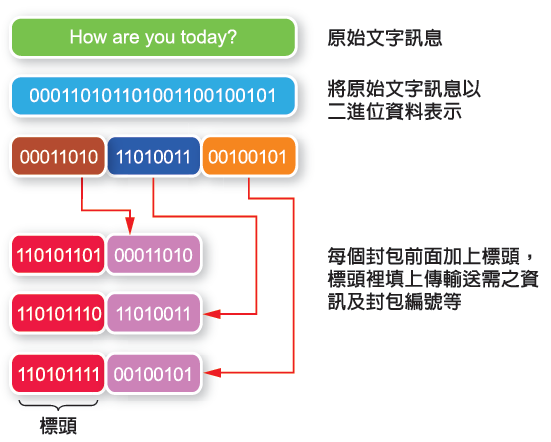 How are you today?
原始文字訊息
000110101101001100100101
將原始文字訊息以
二進位資料表示
00011010 11010011 00100101
110101101 00011010
110101110 11010011
110101111 00100101
每個封包前面加上標頭，
標頭裡填上傳輸送需之資
訊及封包編號等
標頭